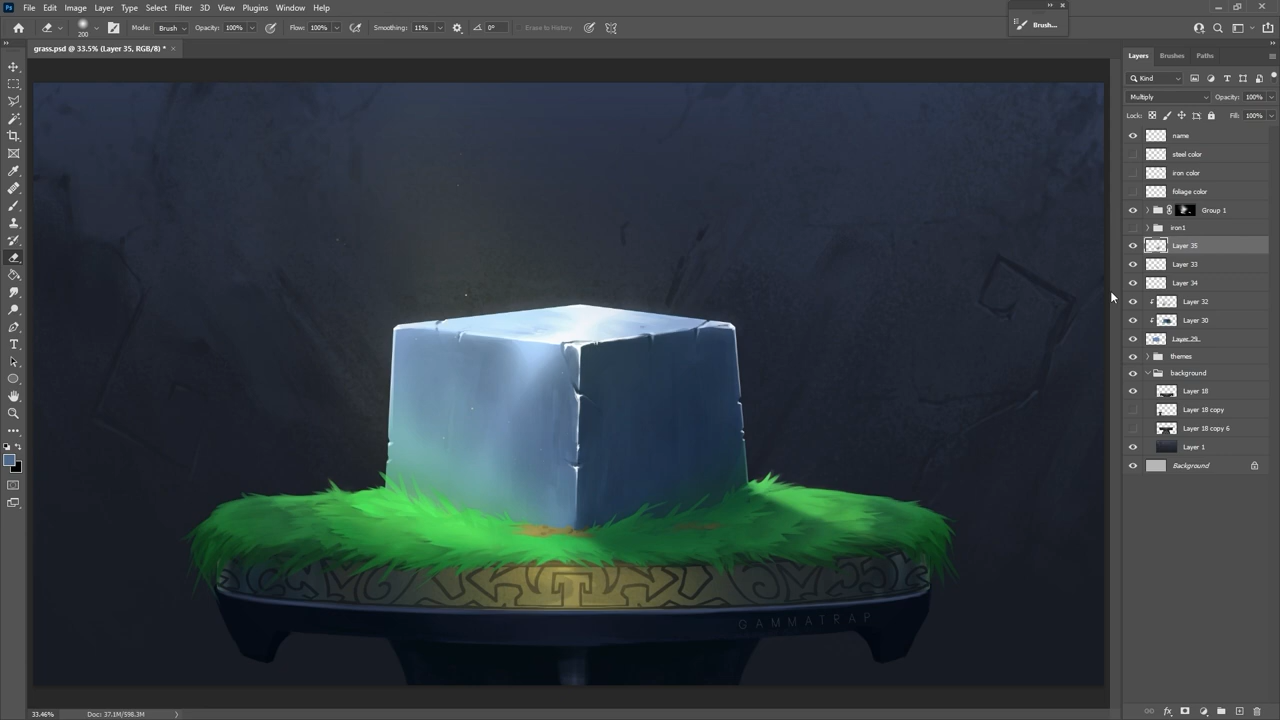 Ps File Edit Image Layer Type Select Filter 3D View Plugins Window Help
Brush...
200 Mode: Brush Opacity: 100% Flow: 100% Smoothing: 11% 0° Erase to History
grass.psd @ 33.5% (Layer 35, RGB/8) *
Layers Brushes Paths
Kind
Multiply Opacity: 100%
Lock: Fill: 100%
name
steel color
iron color
foliage color
Group 1
iron1
Layer 35
Layer 33
Layer 34
Layer 32
Layer 30
Layer 29
themes
background
Layer 18
Layer 18 copy
Layer 18 copy 6
Layer 1
Background
GAMMATRAP
33.46% Doc: 37.1M/598.3M